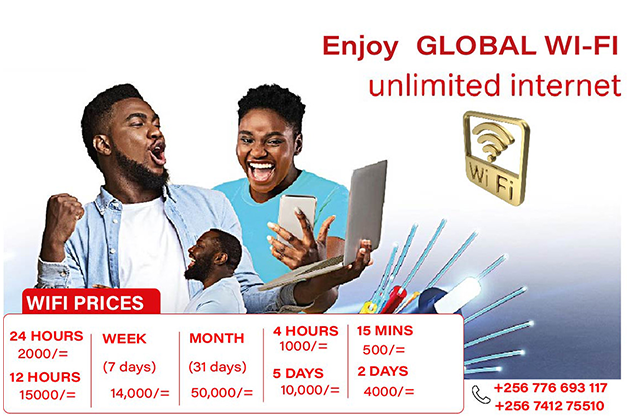 Enjoy GLOBAL WI-FI
unlimited internet
Wi Fi
WIFI PRICES
24 HOURS
2000/=
12 HOURS
15000/=
WEEK
(7 days)
14,000/=
MONTH
(31 days)
50,000/=
4 HOURS
1000/=
5 DAYS
10,000/=
15 MINS
500/=
2 DAYS
4000/=
+256 776 693 117
+256 7412 75510